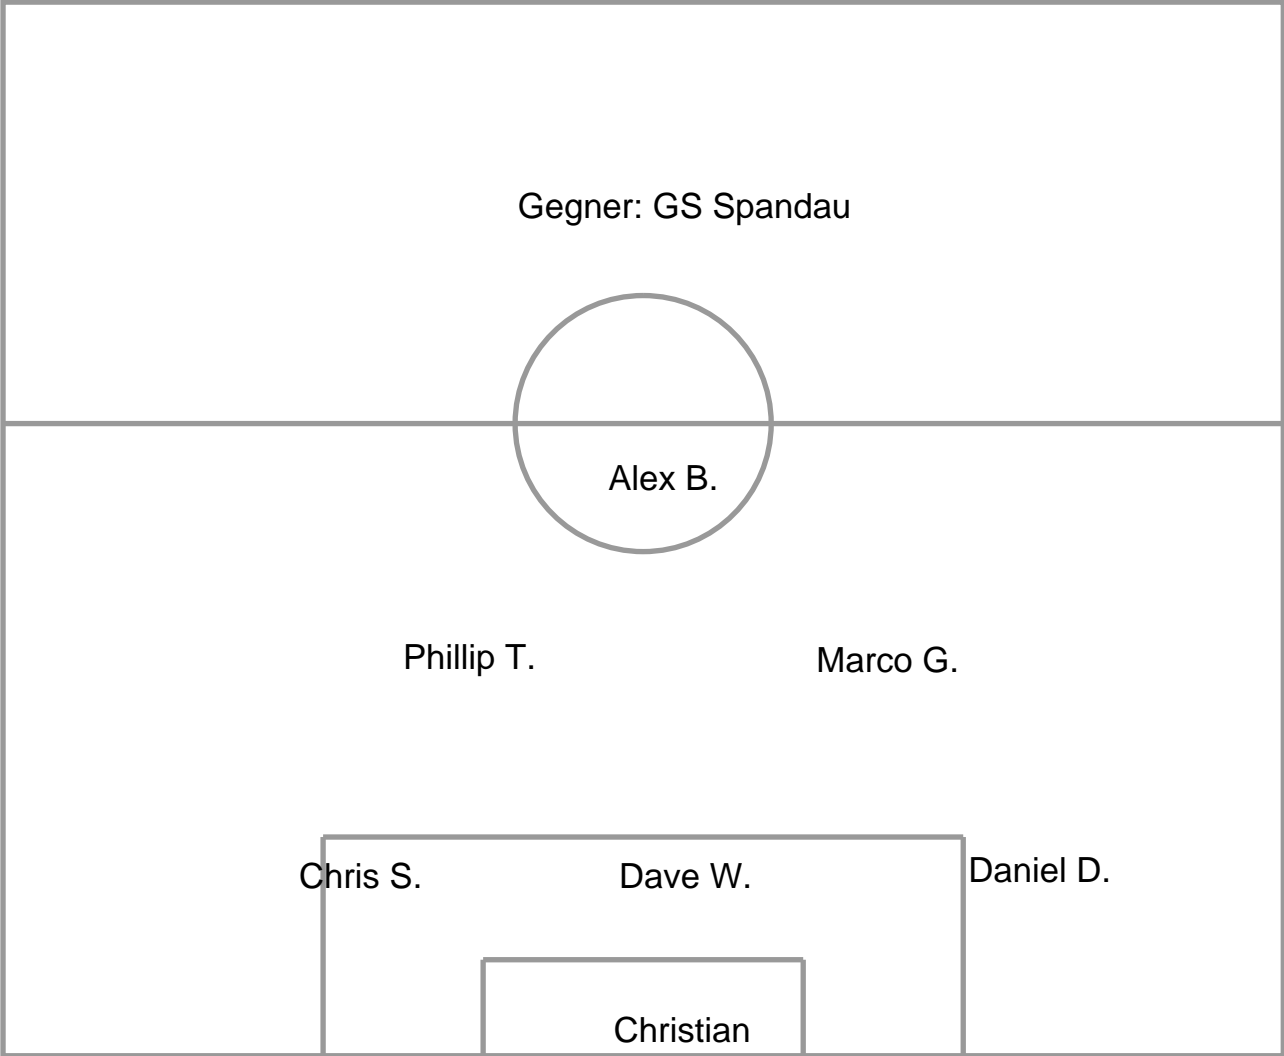 Gegner: GS Spandau
Alex B.
Phillip T.
Marco G.
Chris S.
Dave W.
Daniel D.
Christian